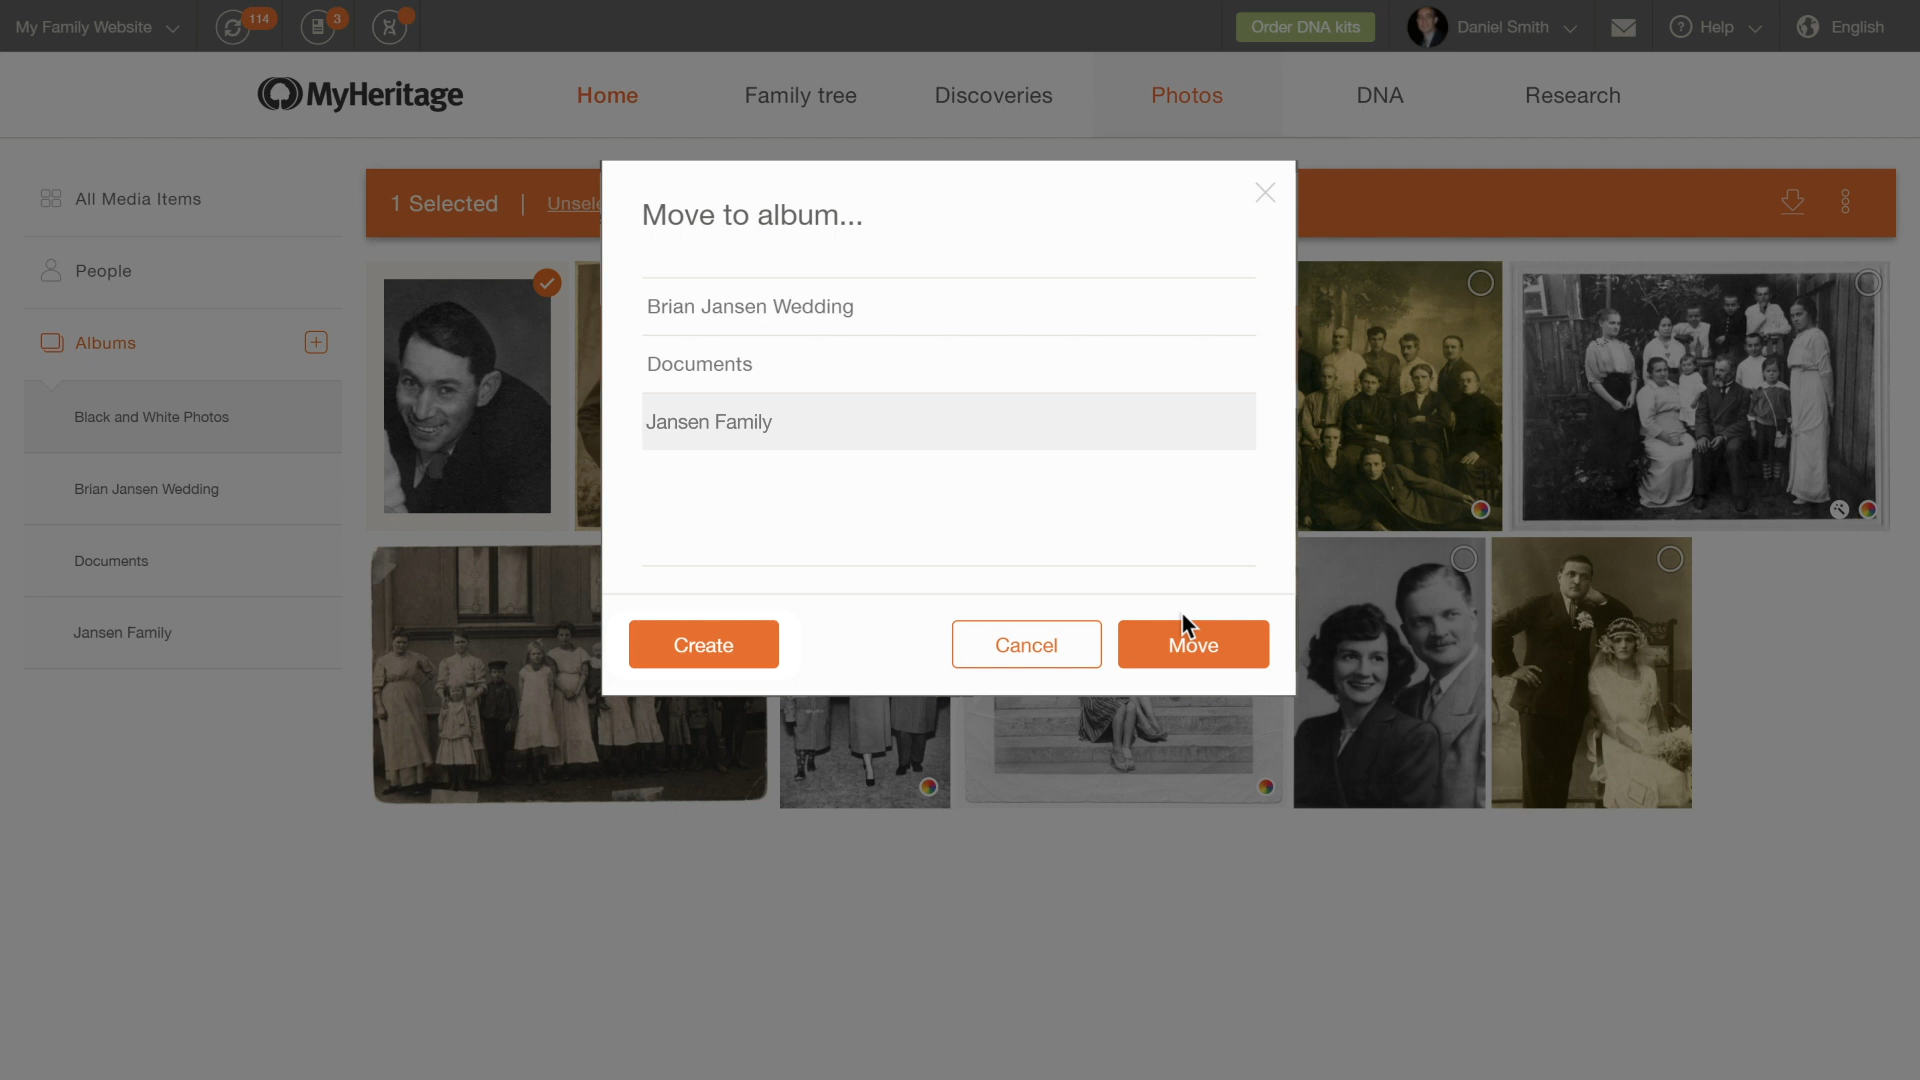 My Family Website
114
3
Order DNA kits
Daniel Smith
? Help
English
MyHeritage
Home
Family tree
Discoveries
Photos
DNA
Research
All Media Items
People
Albums
Black and White Photos
Brian Jansen Wedding
Documents
Jansen Family
1 Selected | Unsele
Move to album...
Brian Jansen Wedding
Documents
Jansen Family
Create
Cancel
Move